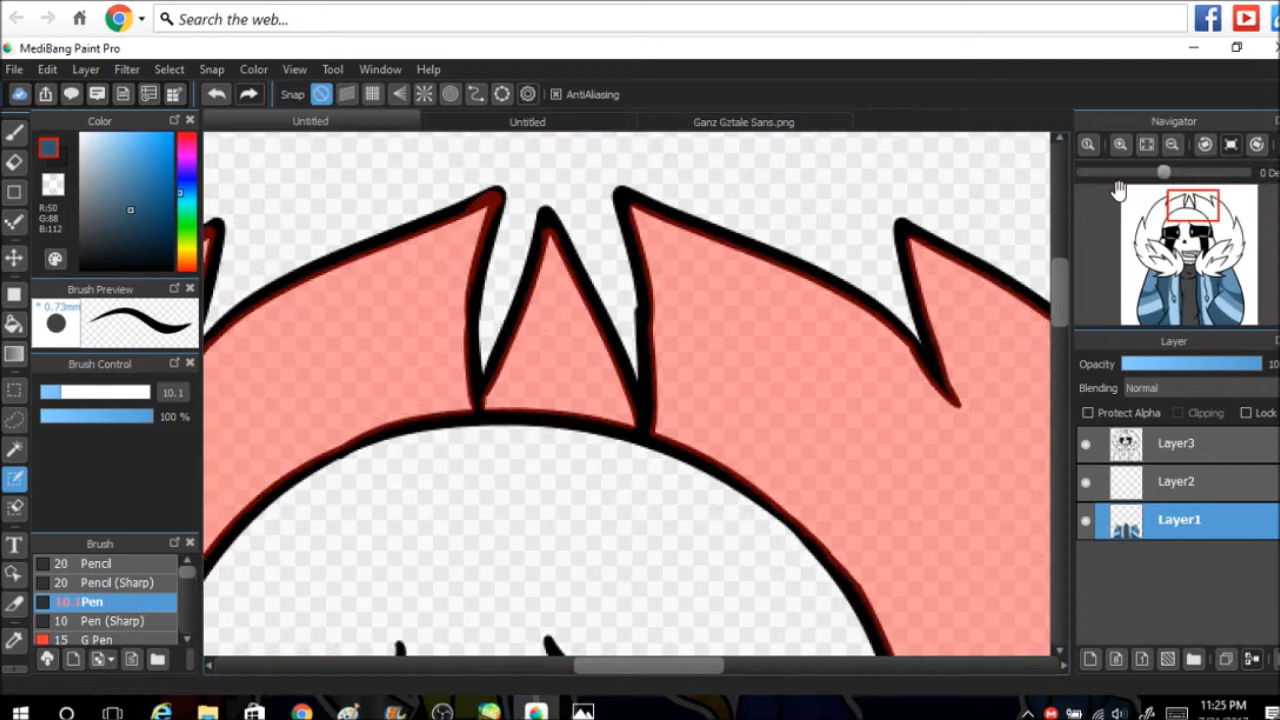 Search the web...
MediBang Paint Pro
File Edit Layer Filter Select Snap Color View Tool Window Help
Snap AntiAliasing
Color
Untitled Untitled Ganz Gztale Sans.png
Navigator
0 De
R:50
G:88
B:112
Brush Preview
* 0.73mm
Brush Control
10.1
100 %
Layer
Opacity 10
Blending Normal
Protect Alpha Clipping Lock
Layer3
Layer2
Layer1
Brush
20 Pencil
20 Pencil (Sharp)
10.1 Pen
10 Pen (Sharp)
15 G Pen
11:25 PM